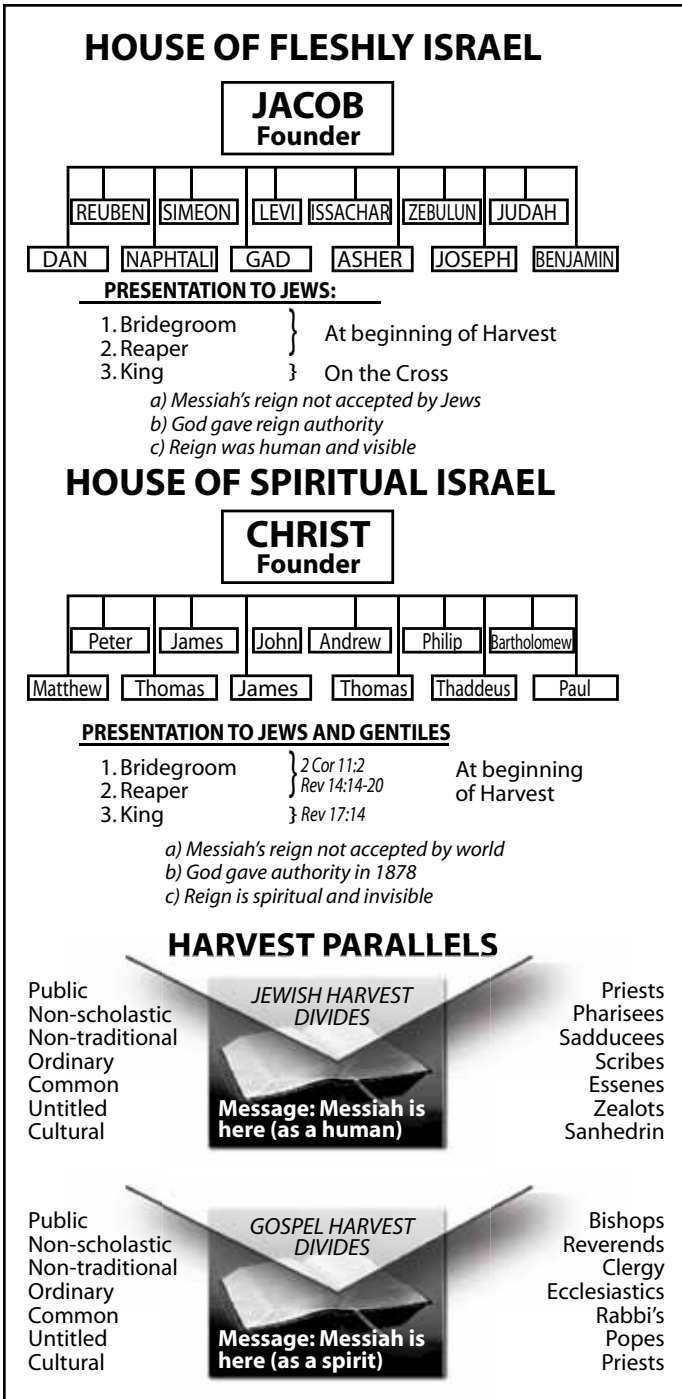 HOUSE OF FLESHLY ISRAEL
JACOB
Founder
REUBEN SIMEON LEVI ISSACHAR ZEBULUN JUDAH
DAN NAPHTALI GAD ASHER JOSEPH BENJAMIN
PRESENTATION TO JEWS:
1. Bridegroom
2. Reaper
} At beginning of Harvest
3. King } On the Cross
a) Messiah's reign not accepted by Jews
b) God gave reign authority
c) Reign was human and visible
HOUSE OF SPIRITUAL ISRAEL
CHRIST
Founder
Peter James John Andrew Philip Bartholomew
Matthew Thomas James Thomas Thaddeus Paul
PRESENTATION TO JEWS AND GENTILES
1. Bridegroom } 2 Cor 11:2
2. Reaper Rev 14:14-20
3. King } Rev 17:14
At beginning
of Harvest
a) Messiah's reign not accepted by world
b) God gave authority in 1878
c) Reign is spiritual and invisible
HARVEST PARALLELS
Public
Non-scholastic
Non-traditional
Ordinary
Common
Untitled
Cultural
JEWISH HARVEST
DIVIDES
Message: Messiah is
here (as a human)
Priests
Pharisees
Sadducees
Scribes
Essenes
Zealots
Sanhedrin
Public
Non-scholastic
Non-traditional
Ordinary
Common
Untitled
Cultural
GOSPEL HARVEST
DIVIDES
Message: Messiah is
here (as a spirit)
Bishops
Reverends
Clergy
Ecclesiastics
Rabbi's
Popes
Priests